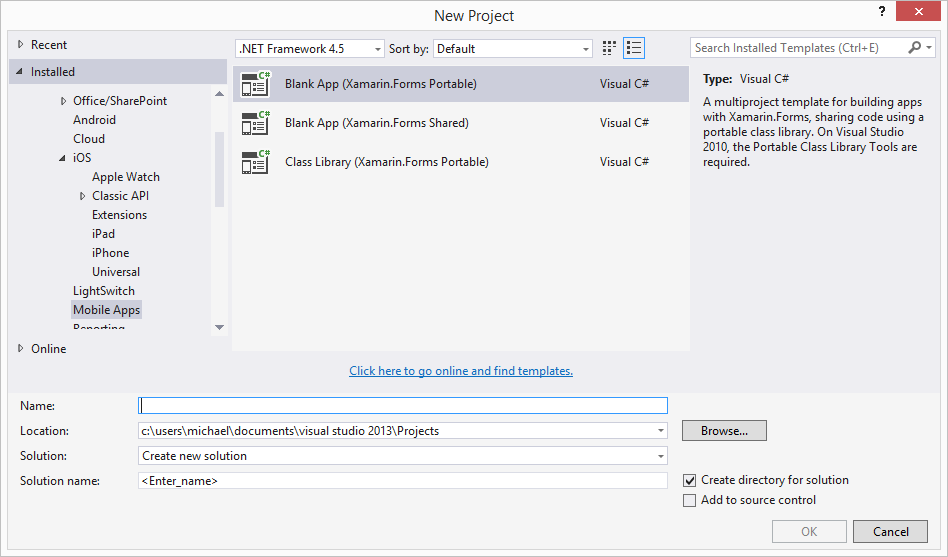 New Project
?
Recent
.NET Framework 4.5
Sort by:
Default
Search Installed Templates (Ctrl+E)
Installed
Office/SharePoint
Android
Cloud
iOS
Apple Watch
Classic API
Extensions
iPad
iPhone
Universal
LightSwitch
Mobile Apps
Reporting
Online
C# Blank App (Xamarin.Forms Portable) Visual C#
C# Blank App (Xamarin.Forms Shared) Visual C#
C# Class Library (Xamarin.Forms Portable) Visual C#
Type: Visual C#
A multiproject template for building apps
with Xamarin.Forms, sharing code using a
portable class library. On Visual Studio
2010, the Portable Class Library Tools are
required.
Click here to go online and find templates.
Name:
Location: c:\users\michael\documents\visual studio 2013\Projects
Browse...
Solution: Create new solution
Solution name: <Enter_name>
Create directory for solution
Add to source control
OK
Cancel